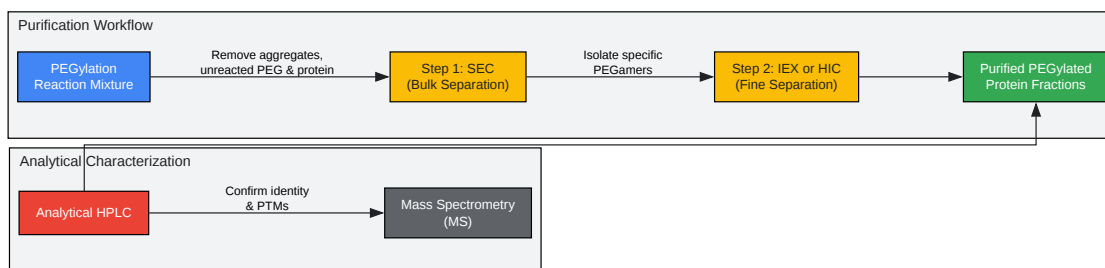 Purification Workflow
PEGylation
Reaction Mixture
Remove aggregates,
unreacted PEG & protein
Step 1: SEC
(Bulk Separation)
Isolate specific
PEGamers
Step 2: IEX or HIC
(Fine Separation)
Purified PEGylated
Protein Fractions
Analytical Characterization
Analytical HPLC
Confirm identity
& PTMs
Mass Spectrometry
(MS)